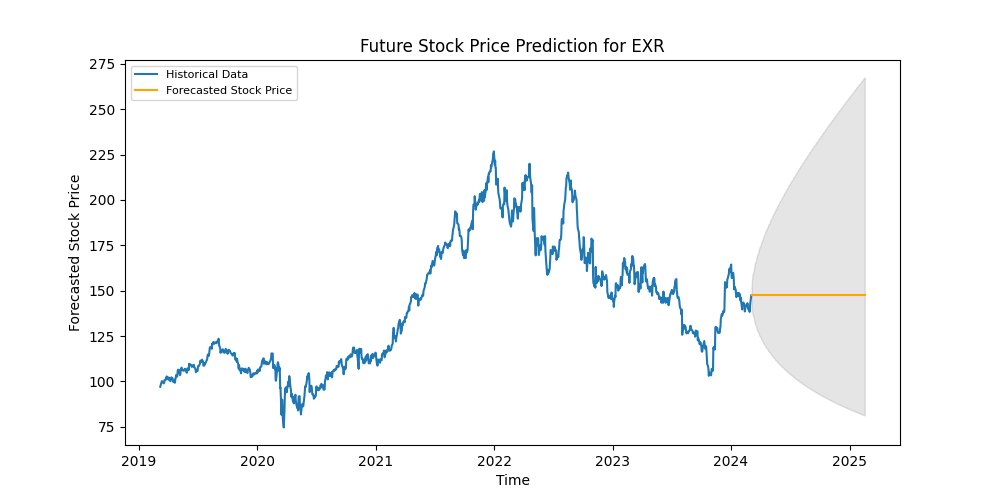 Future Stock Price Prediction for EXR
Historical Data
Forecasted Stock Price
275
250
225
200
175
150
125
100
75
Forecasted Stock Price
2019 2020 2021 2022 2023 2024 2025
Time